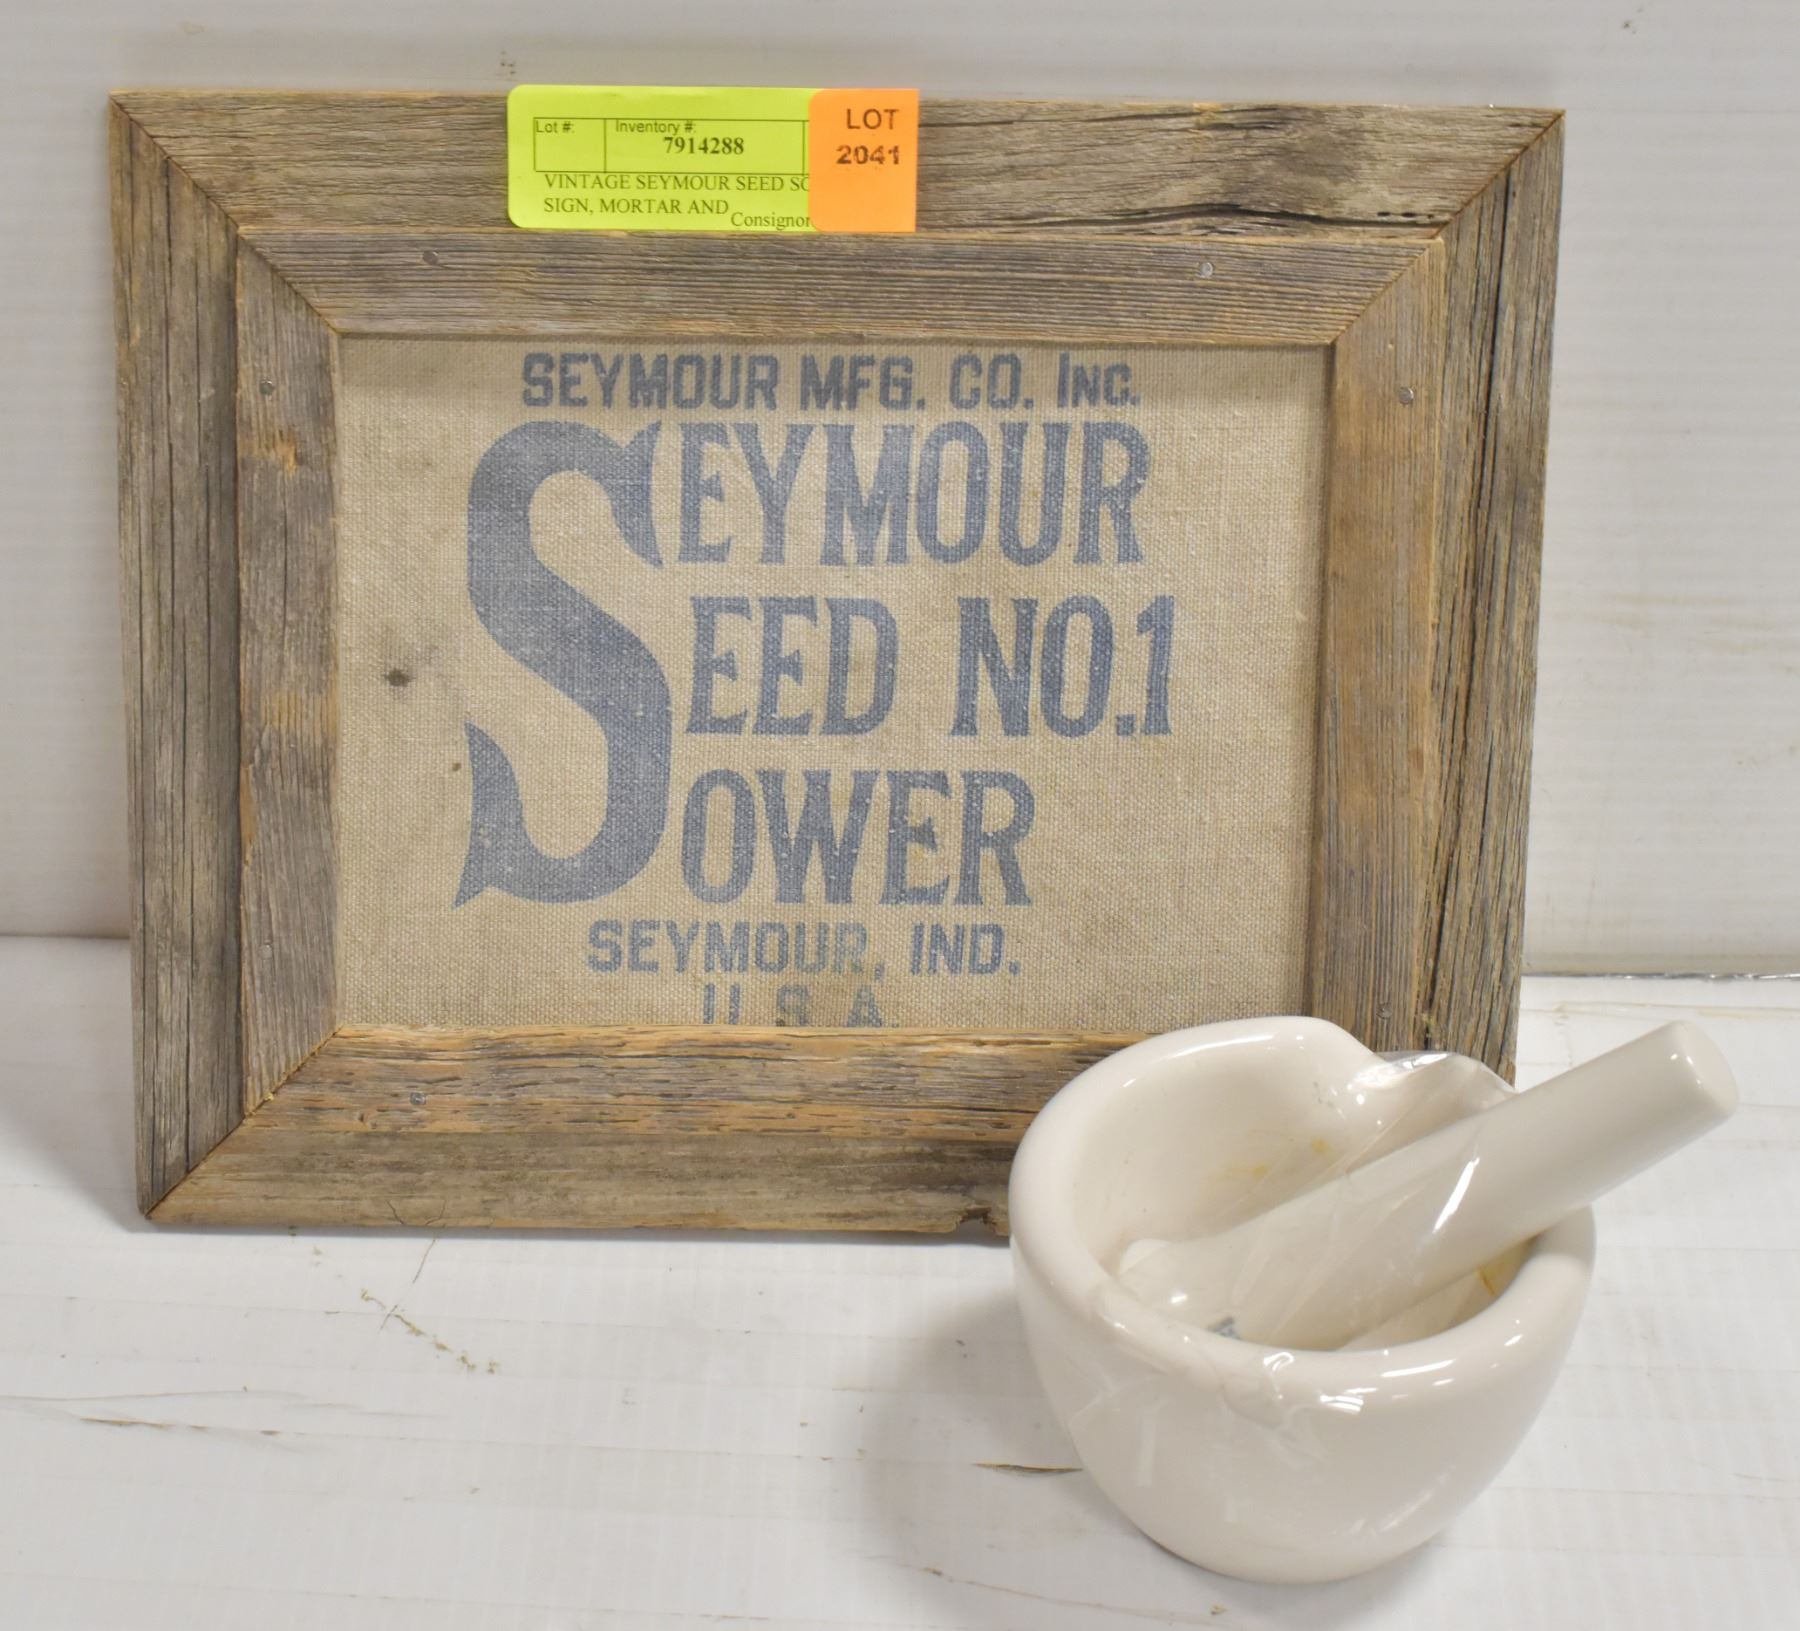 Lot #:
Inventory #:
7914288
VINTAGE SEYMOUR SEED
SIGN, MORTAR AND
Consignor
LOT
2041
SEYMOUR MFG. CO. INC.
SEYMOUR
SEED NO.1
SOWER
SEYMOUR, IND.
U.S.A.